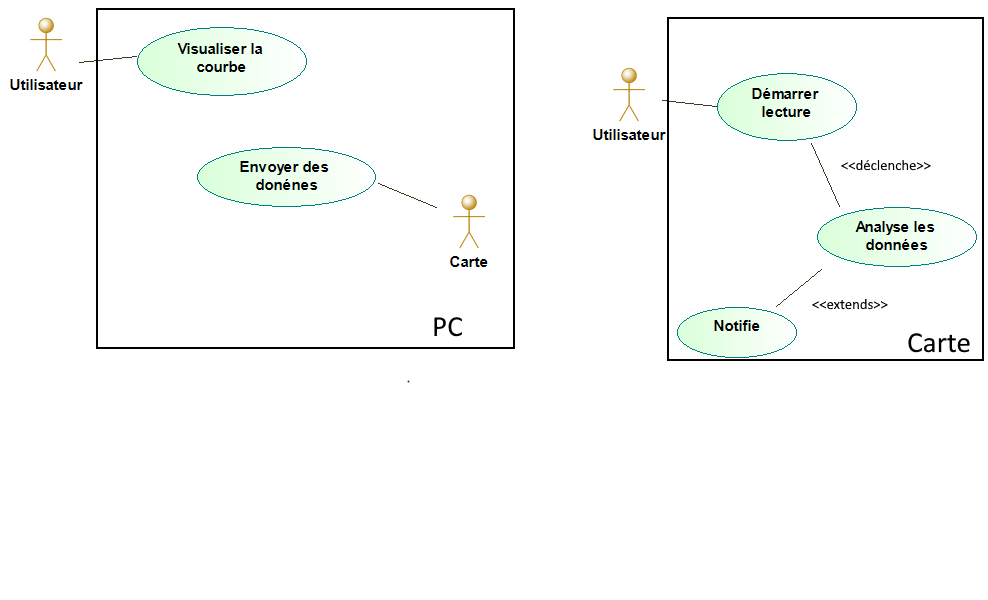 Utilisateur
Visualiser la
courbe
Envoyer des
donénes
Carte
PC
.
Utilisateur
Démarrer
lecture
<<déclenche>>
Analyse les
données
<<extends>>
Notifie
Carte